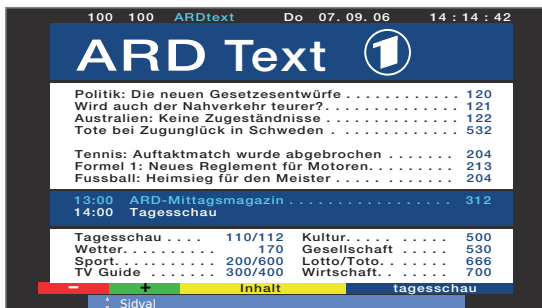 100 100 ARDtext Do 07. 09. 06 14 : 14 : 42
ARD Text 1
Politik: Die neuen Gesetzesentwürfe . . . . . . . . . . . . 120
Wird auch der Nahverkehr teurer?. . . . . . . . . . . . . . 121
Australien: Keine Zugeständnisse . . . . . . . . . . . . . . 122
Tote bei Zugunglück in Schweden . . . . . . . . . . . . . 532
Tennis: Auftaktmatch wurde abgebrochen . . . . . . . 204
Formel 1: Neues Reglement für Motoren. . . . . . . . . 213
Fussball: Heimsieg für den Meister . . . . . . . . . . . . . 204
13:00 ARD-Mittagsmagazin . . . . . . . . . . . . . . . . . . 312
14:00 Tagesschau
Tagesschau . . . . 110/112 Kultur. . . . . . . . . 500
Wetter. . . . . . . . . . 170 Gesellschaft . . . . . 530
Sport. . . . . . . . . 200/600 Lotto/Toto. . . . . . . 666
TV Guide . . . . . . . 300/400 Wirtschaft. . . . . . . 700
− + Inhalt tagesschau
Sidval